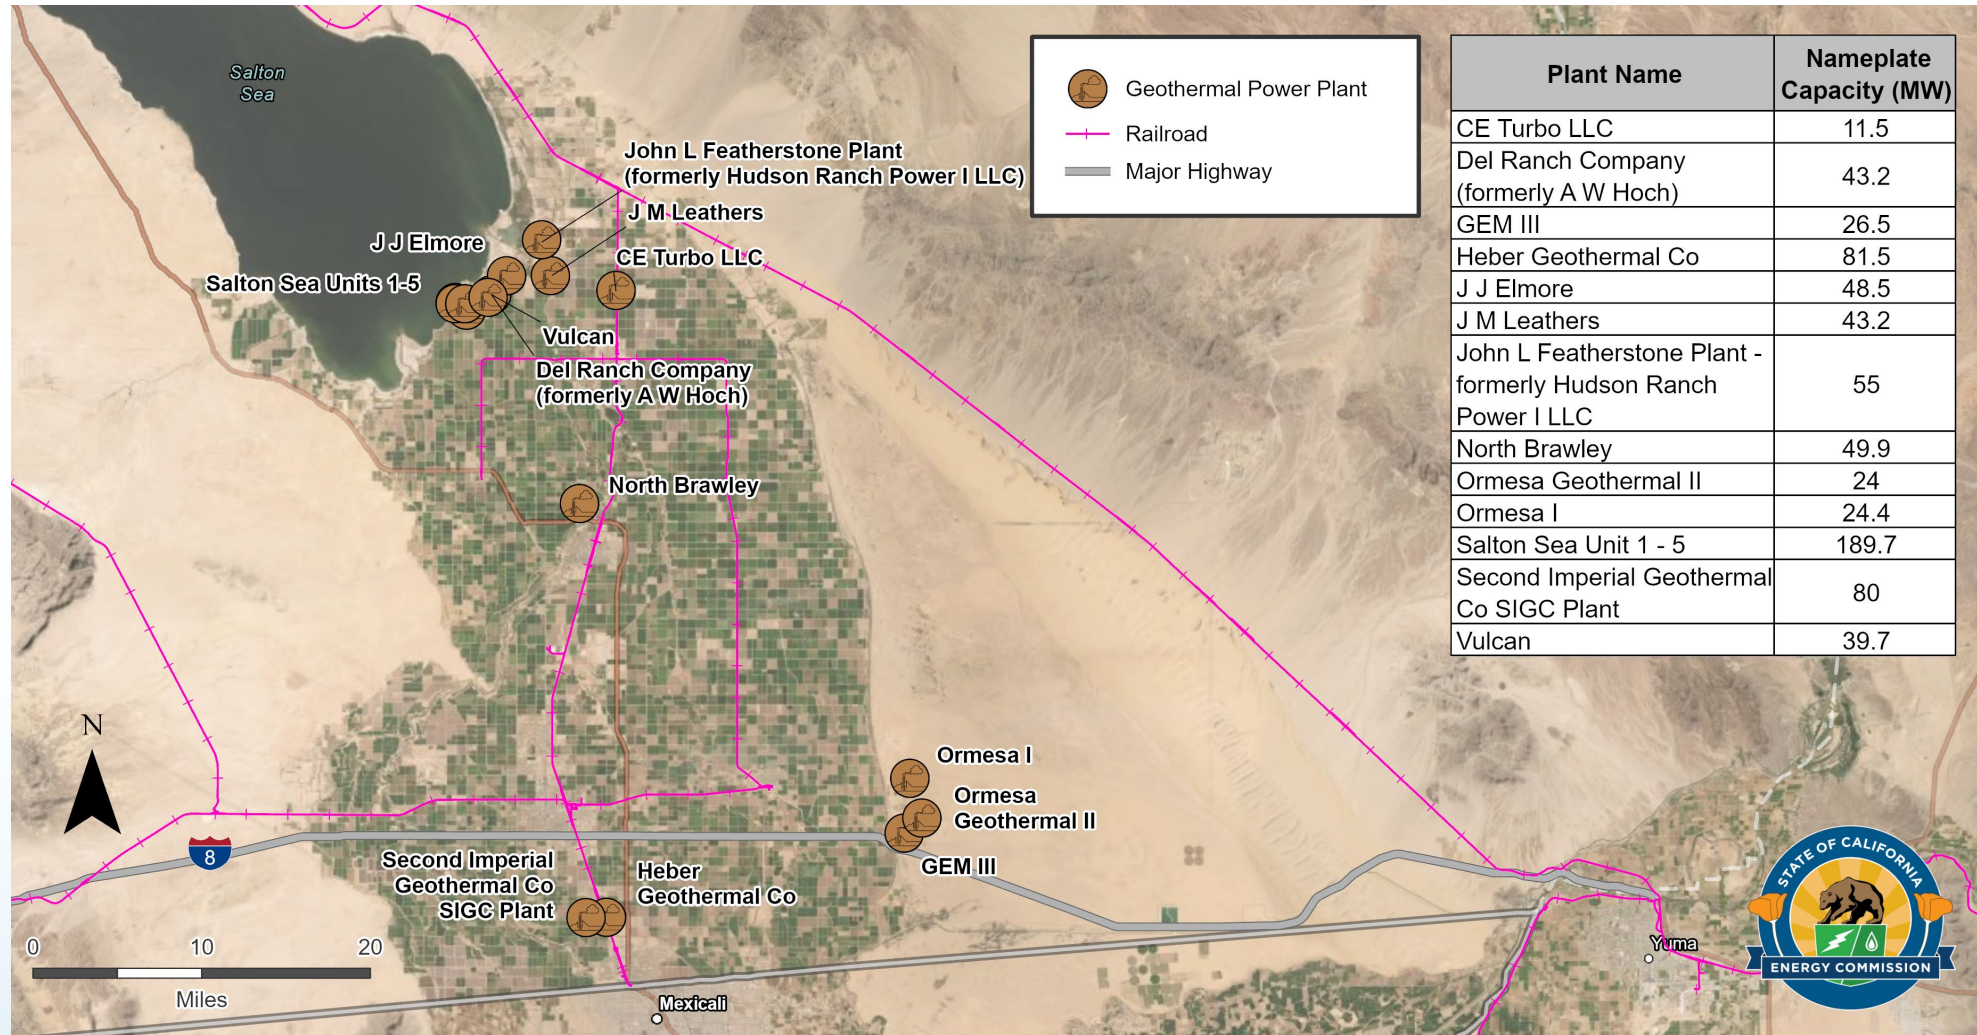 Salton
Sea
John L Featherstone Plant
(formerly Hudson Ranch Power I LLC)
J M Leathers
J J Elmore
CE Turbo LLC
Salton Sea Units 1-5
Vulcan
Del Ranch Company
(formerly A W Hoch)
North Brawley
Ormesa I
Ormesa
Geothermal II
GEM III
Second Imperial
Geothermal Co
SIGC Plant
Heber
Geothermal Co
8
N
0 10 20
Miles
Mexicali
Yuma
Geothermal Power Plant
Railroad
Major Highway
Plant Name
Nameplate
Capacity (MW)
CE Turbo LLC 11.5
Del Ranch Company
(formerly A W Hoch)
43.2
GEM III 26.5
Heber Geothermal Co 81.5
J J Elmore 48.5
J M Leathers 43.2
John L Featherstone Plant -
formerly Hudson Ranch
Power I LLC
55
North Brawley 49.9
Ormesa Geothermal II 24
Ormesa I 24.4
Salton Sea Unit 1 - 5 189.7
Second Imperial Geothermal
Co SIGC Plant
80
Vulcan 39.7
STATE OF CALIFORNIA
ENERGY COMMISSION